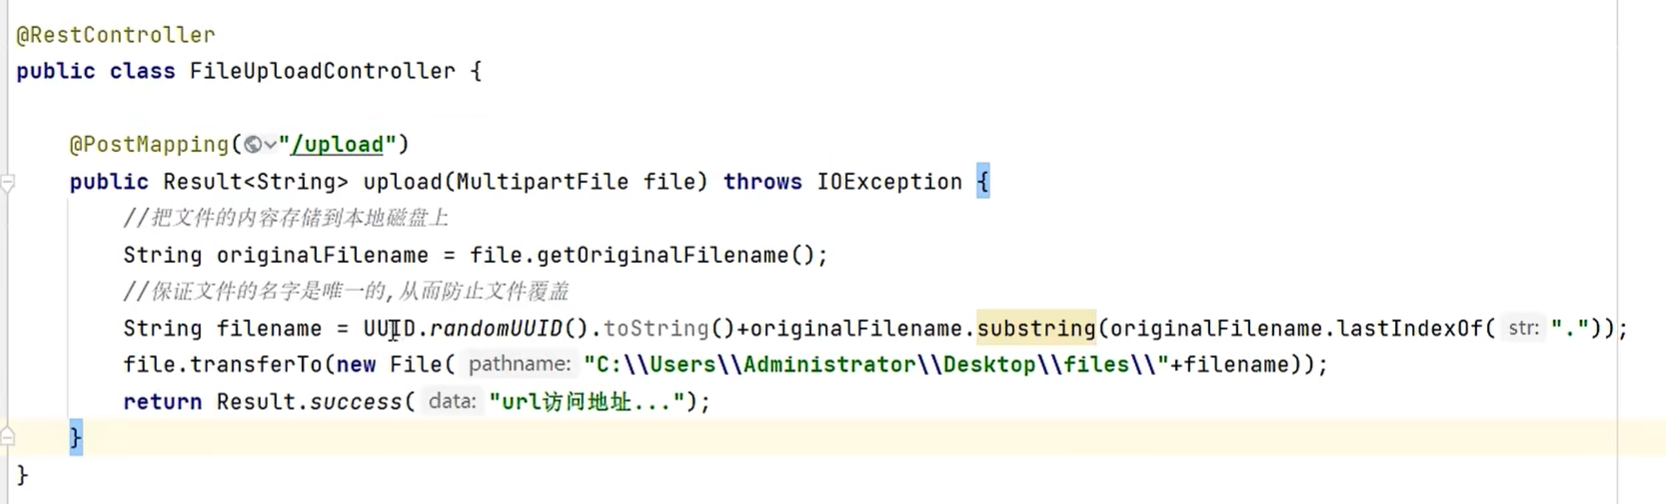 @RestController
public class FileUploadController {
@PostMapping("/upload")
public Result<String> upload(MultipartFile file) throws IOException {
//把文件的内容存储到本地磁盘上
String originalFilename = file.getOriginalFilename();
//保证文件的名字是唯一的,从而防止文件覆盖
String filename = UUID.randomUUID().toString()+originalFilename.substring(originalFilename.lastIndexOf( str: "."));
file.transferTo(new File( pathname: "C:\\Users\\Administrator\\Desktop\\files\\"+filename));
return Result.success( data: "url访问地址...");
}
}